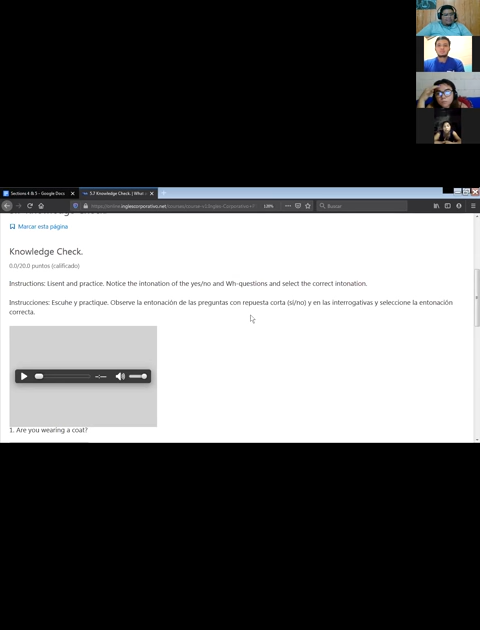 Sections 4 & 5 - Google Docs
5.7 Knowledge Check. | What
120%
Buscar
Marcar esta página
Knowledge Check.
0.0/20.0 puntos (calificado)
Instructions: Lisent and practice. Notice the intonation of the yes/no and Wh-questions and select the correct intonation.
Instrucciones: Escuhe y practique. Observe la entonación de las preguntas con repuesta corta (sí/no) y en las interrogativas y seleccione la entonación
correcta.
1. Are you wearing a coat?